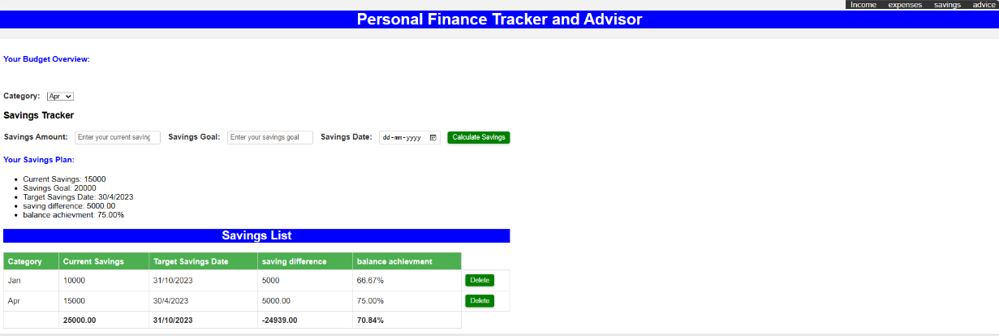 Income expenses savings advice
Personal Finance Tracker and Advisor
Your Budget Overview:
Category: Apr
Savings Tracker
Savings Amount: Enter your current saving Savings Goal: Enter your savings goal Savings Date: dd-mm-yyyy Calculate Savings
Your Savings Plan:
Current Savings: 15000
Savings Goal: 20000
Target Savings Date: 30/4/2023
saving difference: 5000.00
balance achievment: 75.00%
Savings List
Category Current Savings Target Savings Date saving difference balance achievment
Jan 10000 31/10/2023 5000 66.67% Delete
Apr 15000 30/4/2023 5000.00 75.00% Delete
25000.00 31/10/2023 -24939.00 70.84%